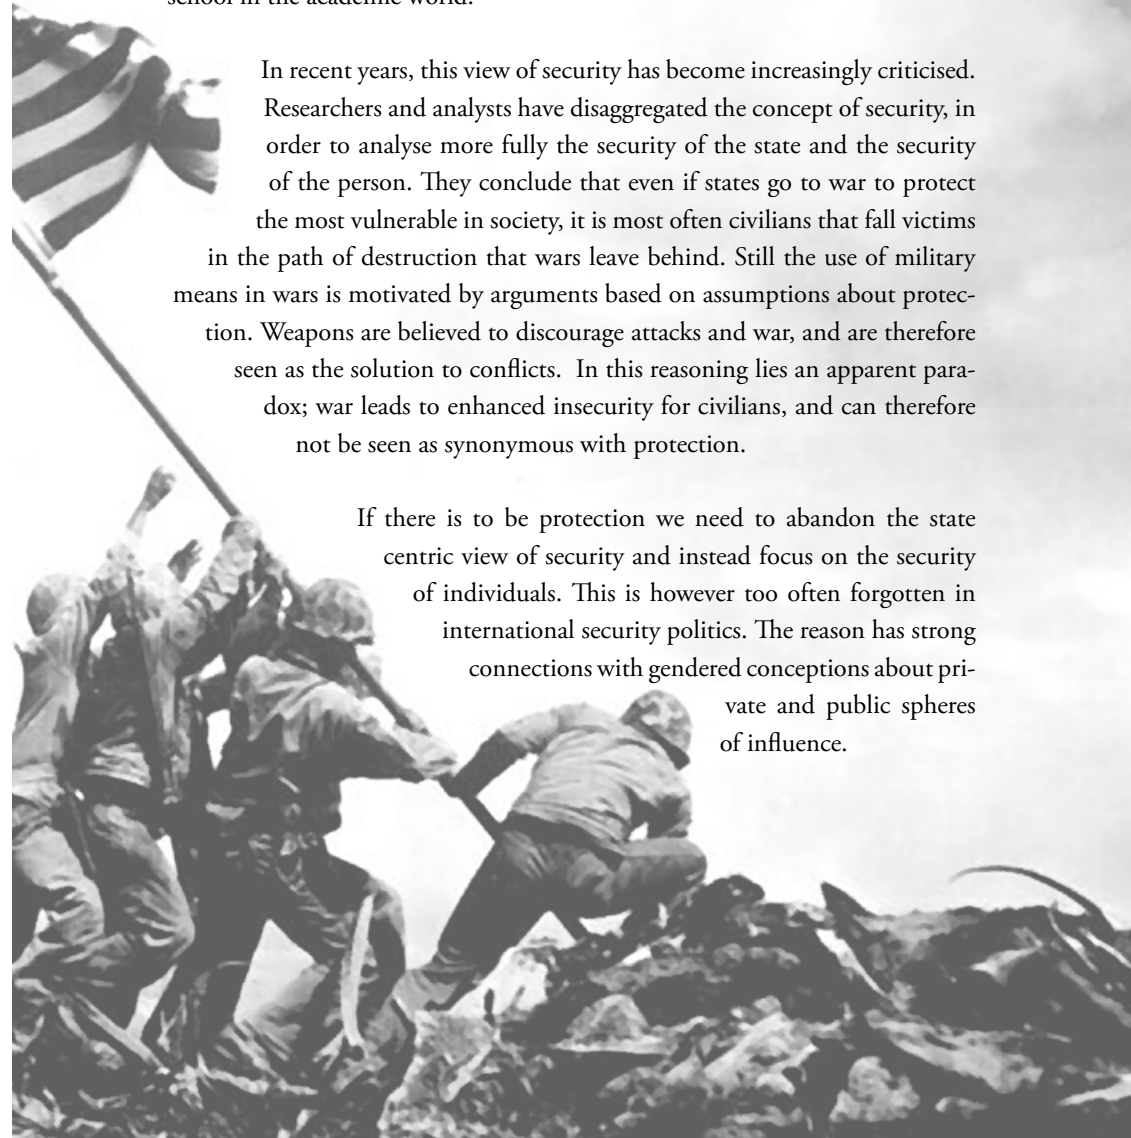 school in the academic world.
In recent years, this view of security has become increasingly criticised.
Researchers and analysts have disaggregated the concept of security, in
order to analyse more fully the security of the state and the security
of the person. They conclude that even if states go to war to protect
the most vulnerable in society, it is most often civilians that fall victims
in the path of destruction that wars leave behind. Still the use of military
means in wars is motivated by arguments based on assumptions about protec-
tion. Weapons are believed to discourage attacks and war, and are therefore
seen as the solution to conflicts.  In this reasoning lies an apparent para-
dox; war leads to enhanced insecurity for civilians, and can therefore
not be seen as synonymous with protection.
If there is to be protection we need to abandon the state
centric view of security and instead focus on the security
of individuals. This is however too often forgotten in
international security politics. The reason has strong
connections with gendered conceptions about pri-
vate and public spheres
of influence.